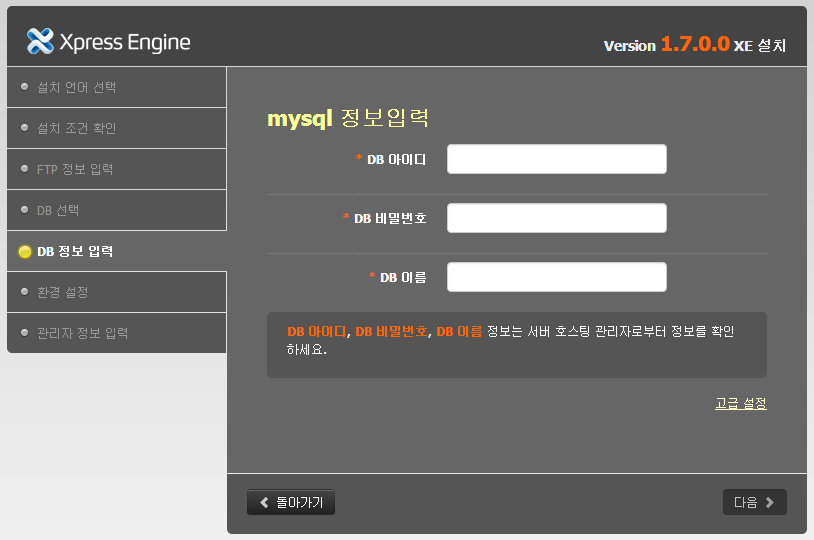 Xpress Engine
Version 1.7.0.0 XE 설치
설치 언어 선택
설치 조건 확인
FTP 정보 입력
DB 선택
DB 정보 입력
환경 설정
관리자 정보 입력
mysql 정보입력
* DB 아이디
* DB 비밀번호
* DB 이름
DB 아이디, DB 비밀번호, DB 이름 정보는 서버 호스팅 관리자로부터 정보를 확인
하세요.
고급 설정
돌아가기
다음